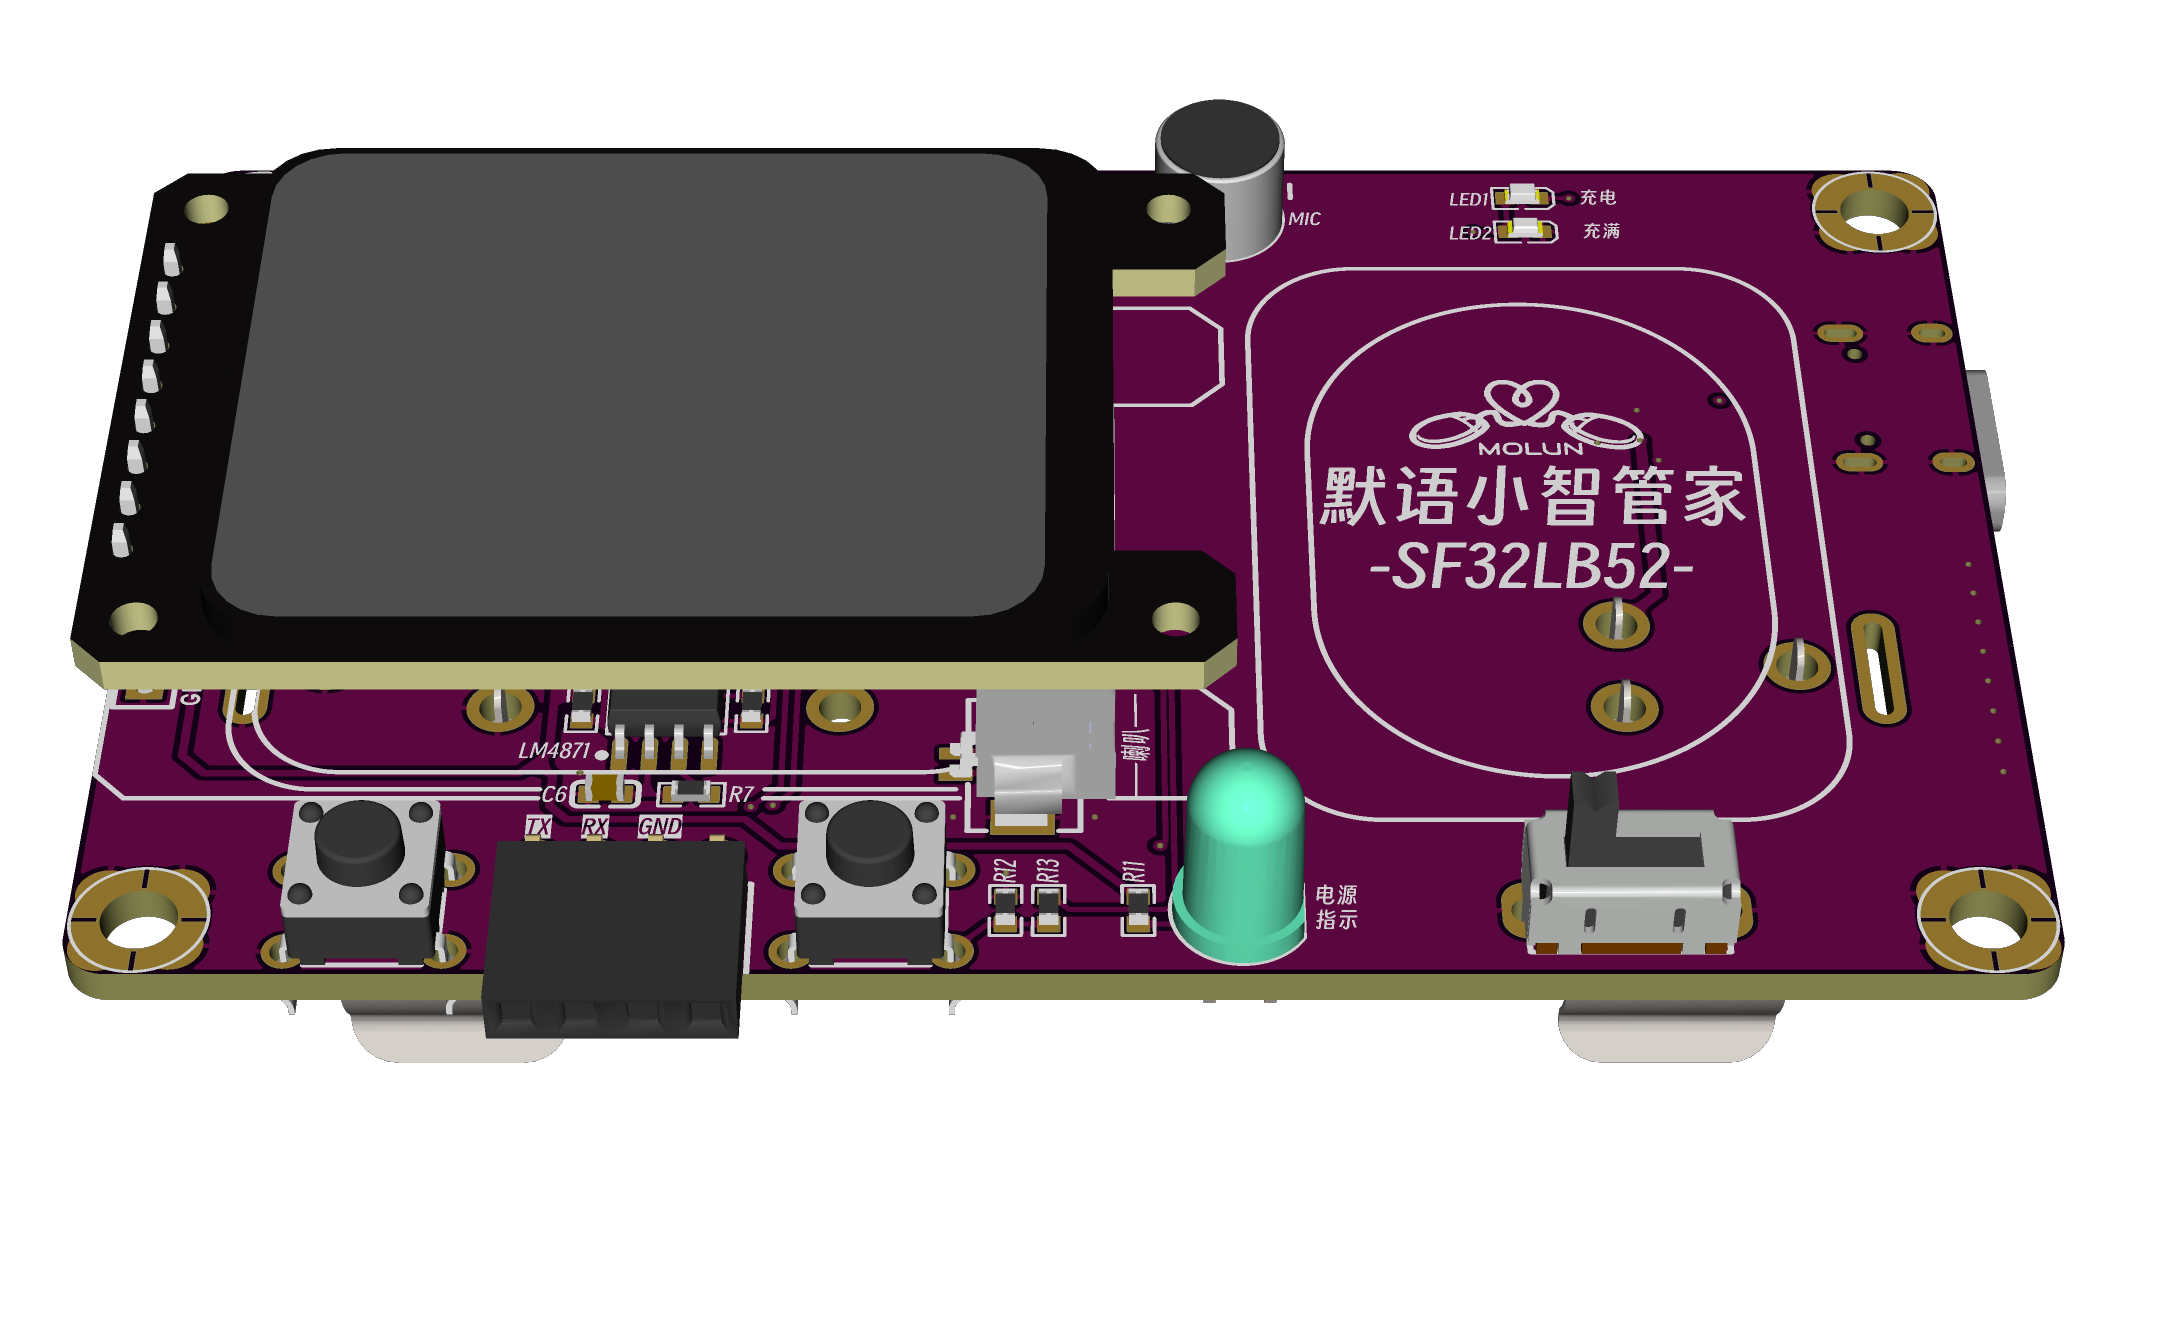 MIC
LED1
充电
LED2
充满
MOLUN
默语小智管家
-SF32LB52-
LM4871
喇叭
C6
R7
TX
RX
GND
R12
R13
R11
电源
指示